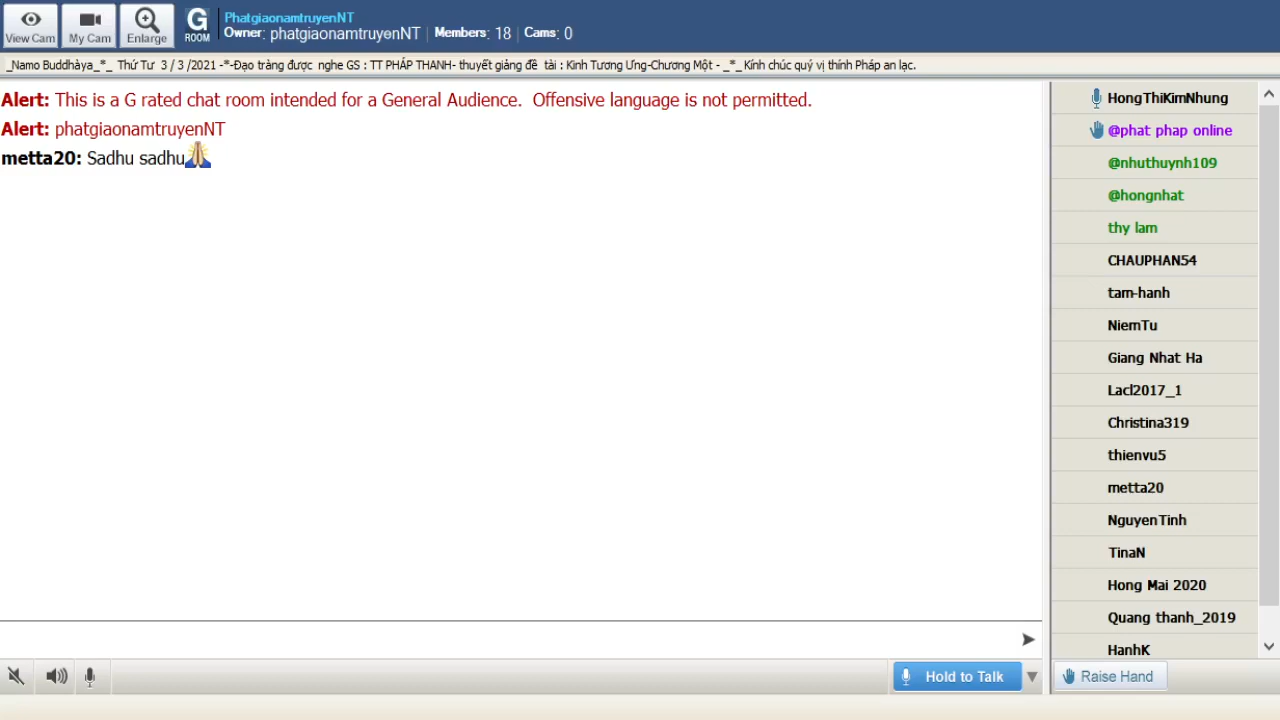 View Cam
My Cam
Enlarge
G
ROOM
PhatgiaonamtruyenNT
Owner: phatgiaonamtruyenNT | Members: 18 | Cams: 0
_Namo Buddhàya_*_ Thứ Tư 3 / 3 /2021 -*-Đạo tràng được nghe GS : TT PHÁP THANH- thuyết giảng đề tài : Kinh Tương Ưng-Chương Một - _*_ Kính chúc quý vị thính Pháp an lạc.
Alert: This is a G rated chat room intended for a General Audience. Offensive language is not permitted.
Alert: phatgiaonamtruyenNT
metta20: Sadhu sadhu
HongThiKimNhung
@phat phap online
@nhuthuynh109
@hongnhat
thy lam
CHAUPHAN54
tam-hanh
NiemTu
Giang Nhat Ha
Lacl2017_1
Christina319
thienvu5
metta20
NguyenTinh
TinaN
Hong Mai 2020
Quang thanh_2019
HanhK
Hold to Talk
Raise Hand